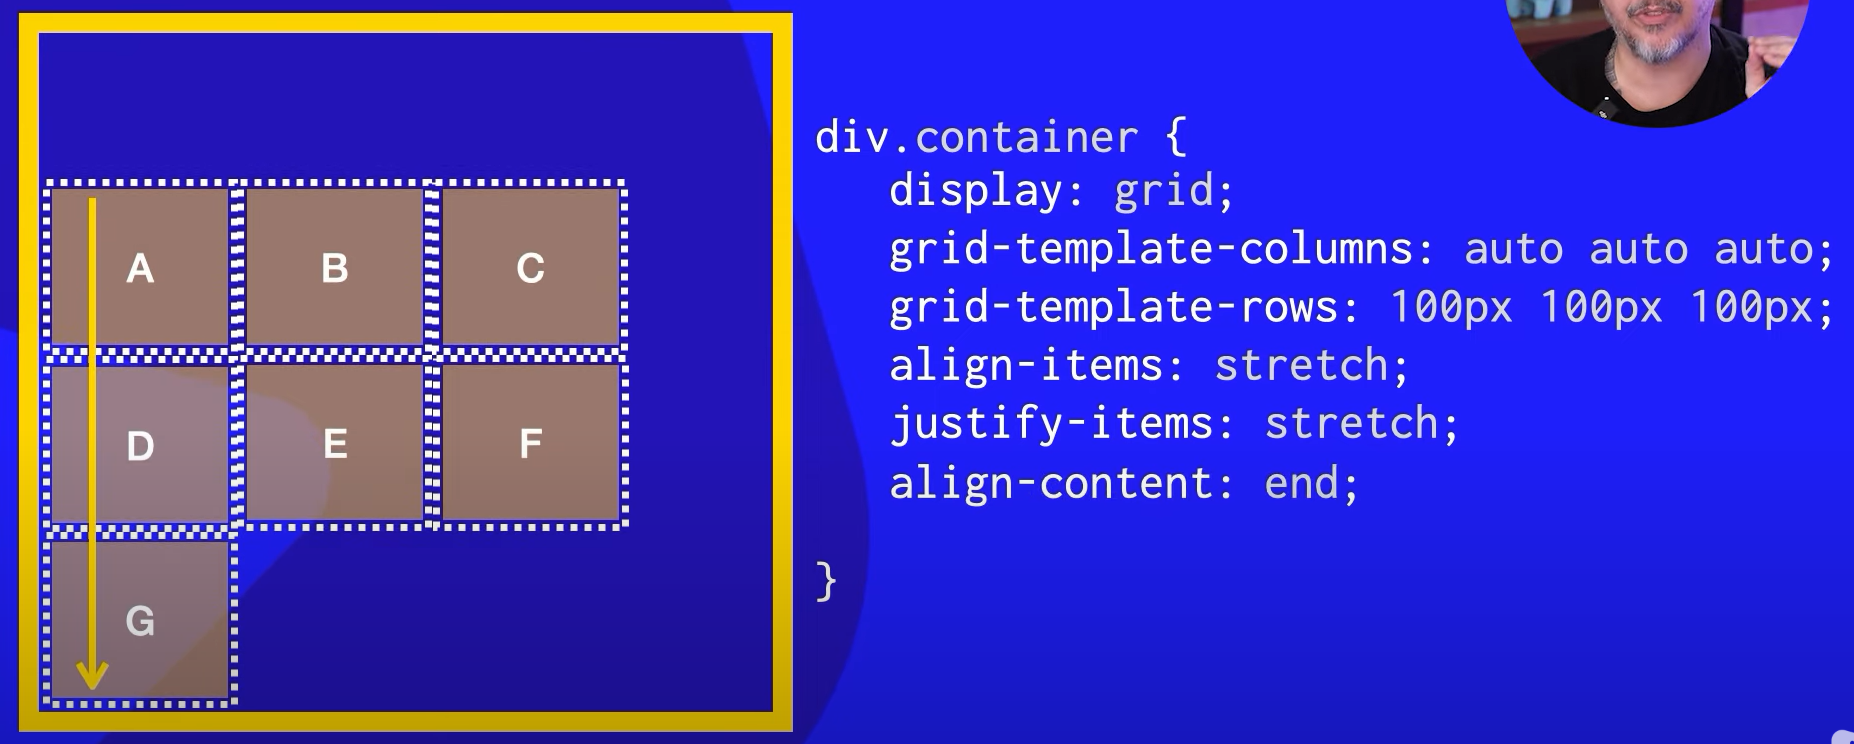 A B C
D E F
G
div.container {
display: grid;
grid-template-columns: auto auto auto;
grid-template-rows: 100px 100px 100px;
align-items: stretch;
justify-items: stretch;
align-content: end;
}